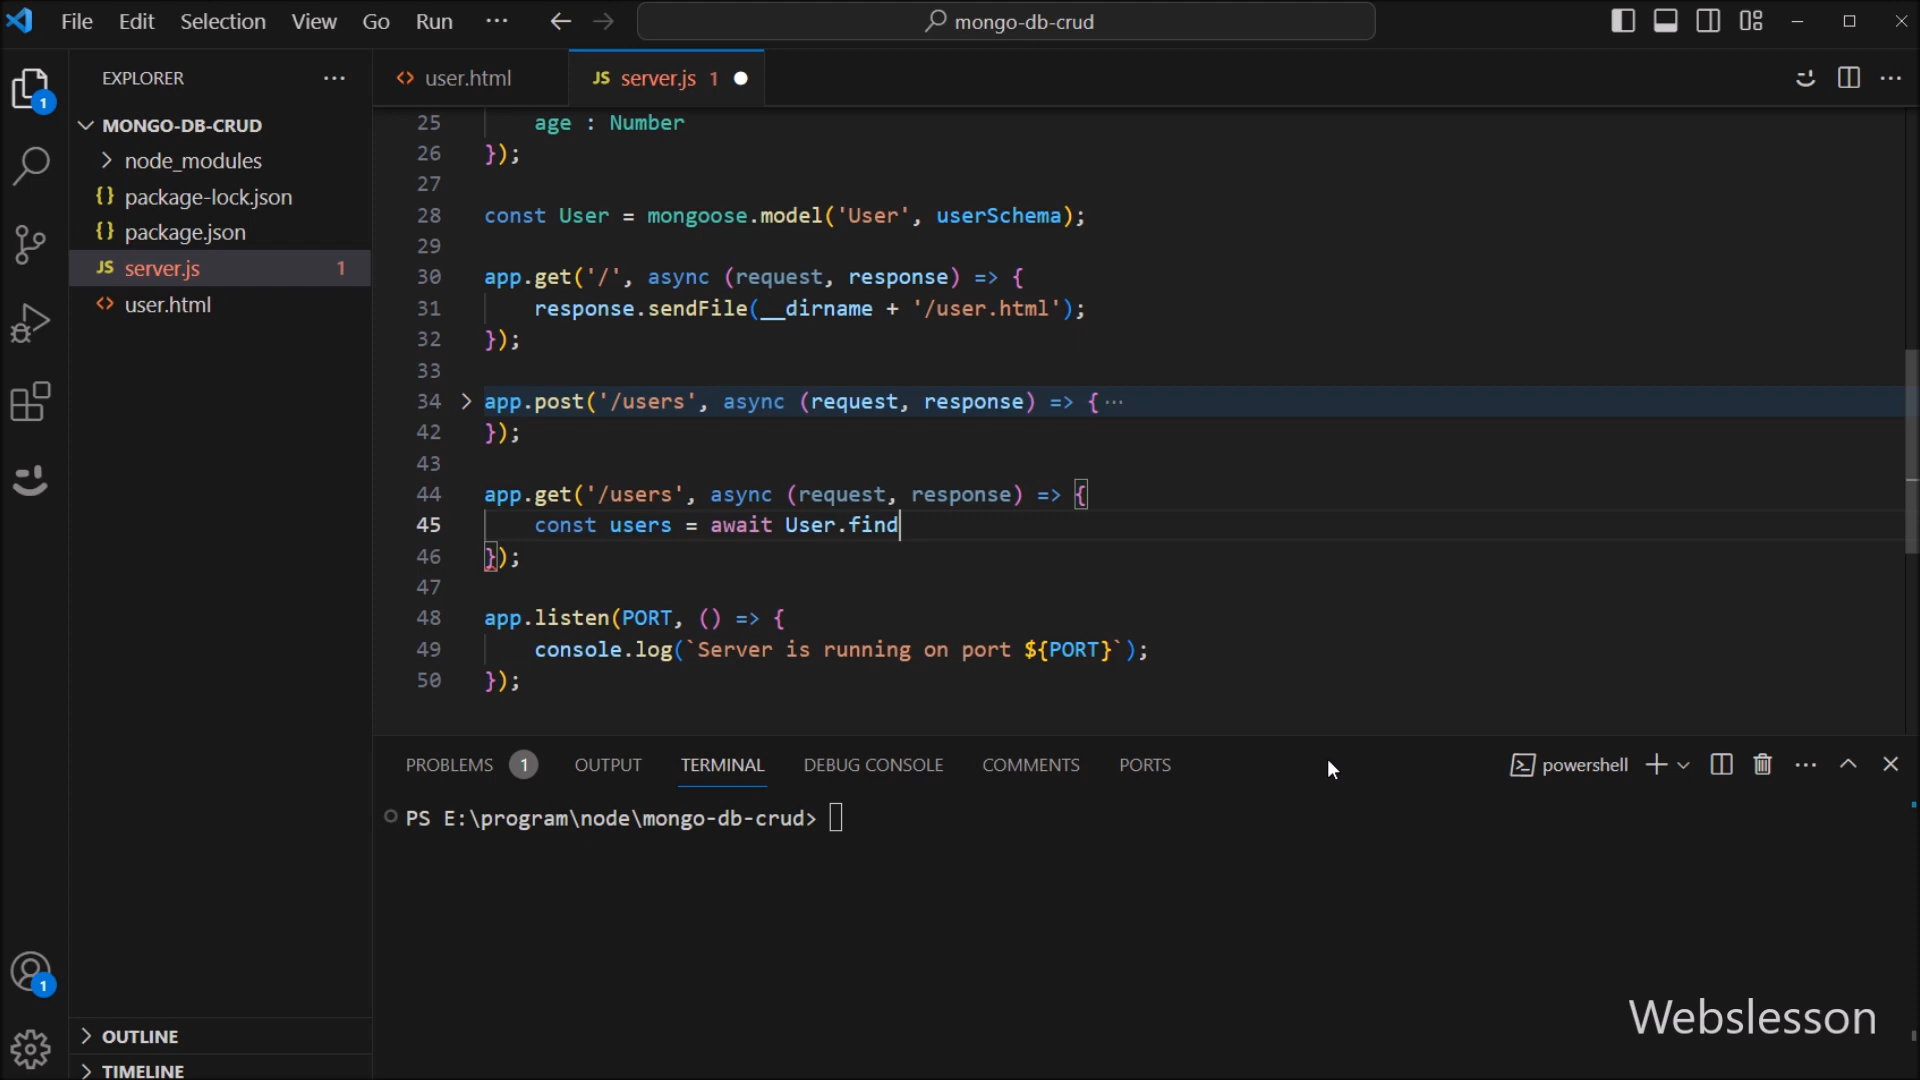 File Edit Selection View Go Run ··· mongo-db-crud
EXPLORER ···
user.html
JS server.js 1
1
MONGO-DB-CRUD
node_modules
{} package-lock.json
{} package.json
JS server.js 1
user.html
25 age : Number
26 });
27
28 const User = mongoose.model('User', userSchema);
29
30 app.get('/', async (request, response) => {
31 response.sendFile(__dirname + '/user.html');
32 });
33
34 app.post('/users', async (request, response) => {···
42 });
43
44 app.get('/users', async (request, response) => {
45 const users = await User.find
46 });
47
48 app.listen(PORT, () => {
49 console.log(`Server is running on port ${PORT}`);
50 });
PROBLEMS 1 OUTPUT TERMINAL DEBUG CONSOLE COMMENTS PORTS powershell
PS E:\program\node\mongo-db-crud>
1
OUTLINE
TIMELINE
Webslesson